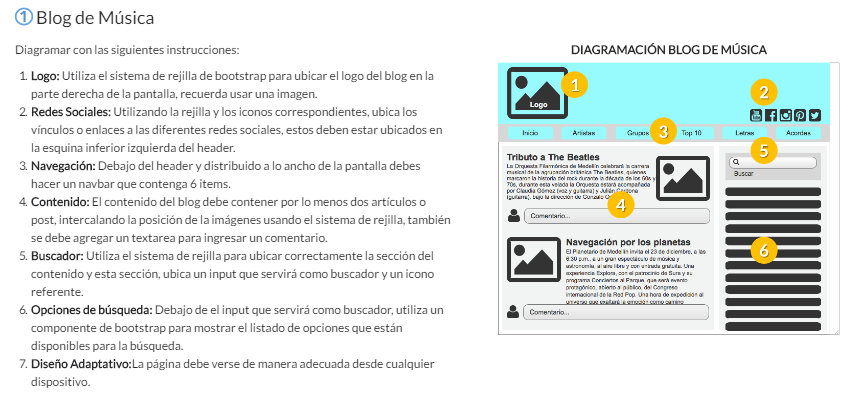 1 Blog de Música
Diagramar con las siguientes instrucciones:
1. Logo: Utiliza el sistema de rejilla de bootstrap para ubicar el logo del blog en la
parte derecha de la pantalla, recuerda usar una imagen.
2. Redes Sociales: Utilizando la rejilla y los iconos correspondientes, ubica los
vínculos o enlaces a las diferentes redes sociales, estos deben estar ubicados en
la esquina inferior izquierda del header.
3. Navegación: Debajo del header y distribuido a lo ancho de la pantalla debes
hacer un navbar que contenga 6 items.
4. Contenido: El contenido del blog debe contener por lo menos dos artículos o
post, intercalando la posición de la imágenes usando el sistema de rejilla, también
se debe agregar un textarea para ingresar un comentario.
5. Buscador: Utiliza el sistema de rejilla para ubicar correctamente la sección del
contenido y esta sección, ubica un input que servirá como buscador y un icono
referente.
6. Opciones de búsqueda: Debajo de el input que servirá como buscador, utiliza un
componente de bootstrap para mostrar el listado de opciones que están
disponibles para la búsqueda.
7. Diseño Adaptativo:La página debe verse de manera adecuada desde cualquier
dispositivo.
DIAGRAMACIÓN BLOG DE MÚSICA
1
Logo
2
Inicio Artistas Grupos 3 Top 10 Letras Acordes
5
Buscar
Tributo a The Beatles
La Orquesta Filarmónica de Medellín celebrará la carrera
musical de la agrupación británica The Beatles, quienes
marcaron la historia del rock durante la década de los 60s y
70s, durante esta velada la Orquesta estará acompañada
por Claudia Gómez (voz y guitarra) y Julián Cardona
(guitarra), bajo la dirección de Gonzalo
4
Comentario...
Navegación por los planetas
El Planetario de Medellín invita el 23 de diciembre, a las
6:30 p.m., a un gran espectáculo de música y
astronomía, al aire libre y con entrada gratuita. Una
experiencia Explora, con el patrocinio de Sura y su
programa Conciertos al Parque, que será evento
protagónico, abierto al público, del Congreso
internacional de la Red Pop. Una hora de expedición al
universo que exaltará la emoción como camino
Comentario...
6